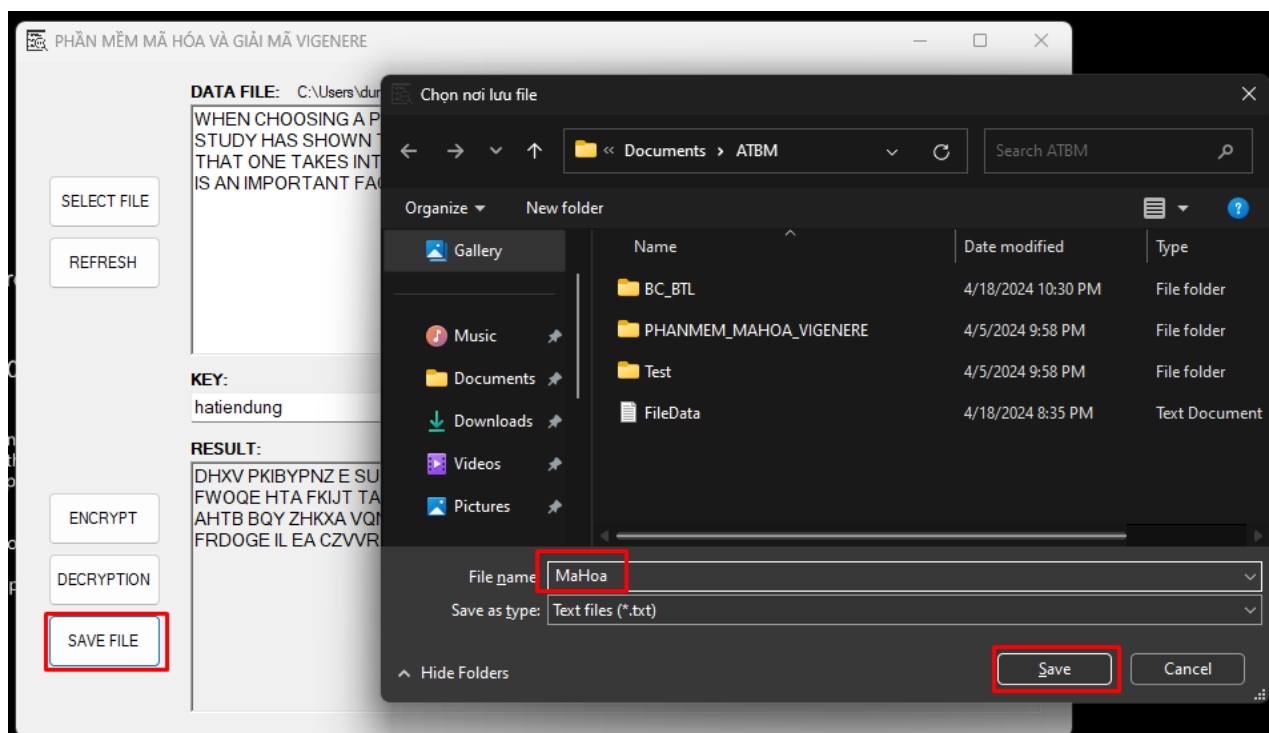 PHẦN MỀM MÃ HÓA VÀ GIẢI MÃ VIGENERE
DATA FILE: C:\Users\dur
WHEN CHOOSING A P
STUDY HAS SHOWN
THAT ONE TAKES INT
IS AN IMPORTANT FA
SELECT FILE
REFRESH
KEY:
hatiendung
RESULT:
DHXV PKIBYPNZ E SU
FWOQE HTA FKIJT TA
AHTB BQY ZHKXA VQN
FRDOGE IL EA CZVVR
ENCRYPT
DECRYPTION
SAVE FILE
Chọn nơi lưu file
« Documents > ATBM
Search ATBM
Organize
New folder
Gallery
Music
Documents
Downloads
Videos
Pictures
Name Date modified Type
BC_BTL 4/18/2024 10:30 PM File folder
PHANMEM_MAHOA_VIGENERE 4/5/2024 9:58 PM File folder
Test 4/5/2024 9:58 PM File folder
FileData 4/18/2024 8:35 PM Text Document
File name MaHoa
Save as type: Text files (*.txt)
Hide Folders
Save
Cancel